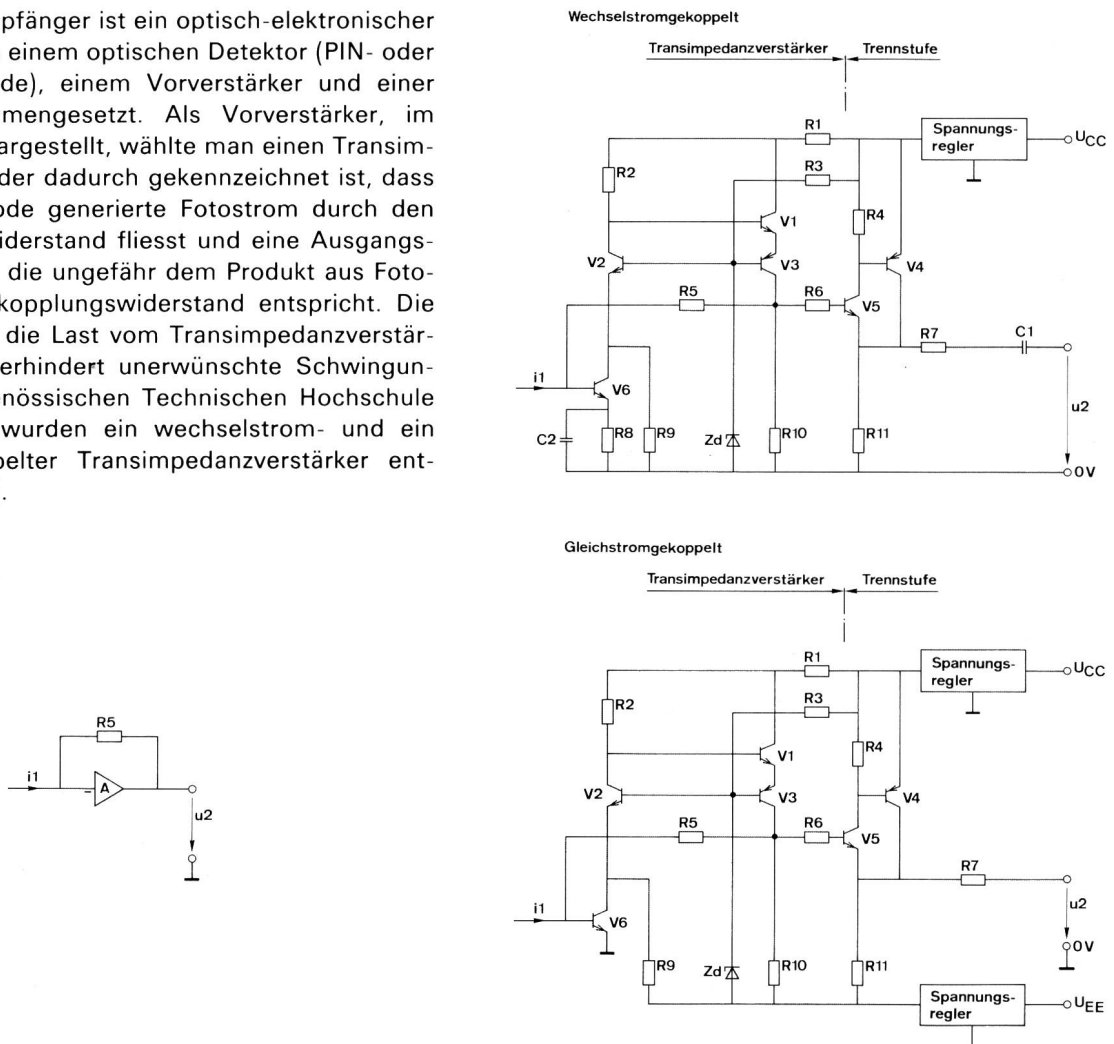 pfänger ist ein optisch-elektronischer
einem optischen Detektor (PIN- oder
de), einem Vorverstärker und einer
mmengesetzt. Als Vorverstärker, im
argestellt, wählte man einen Transim-
der dadurch gekennzeichnet ist, dass
ode generierte Fotostrom durch den
iderstand fliesst und eine Ausgangs-
die ungefähr dem Produkt aus Foto-
kopplungswiderstand entspricht. Die
die Last vom Transimpedanzverstär-
erhindert unerwünschte Schwingun-
enössischen Technischen Hochschule
wurden ein wechselstrom- und ein
pelter Transimpedanzverstärker ent-
.
R5
i1
A
u2
Wechselstromgekoppelt
Transimpedanzverstärker Trennstufe
R1
Spannungs-
regler
UCC
R2
R3
V1
R4
V2
V3
V4
R5
R6
V5
R7
C1
i1
V6
u2
C2
R8
R9
Zd
R10
R11
0V
Gleichstromgekoppelt
Transimpedanzverstärker Trennstufe
R1
Spannungs-
regler
UCC
R2
R3
V1
R4
V2
V3
V4
R5
R6
V5
R7
i1
V6
u2
0V
R9
Zd
R10
R11
Spannungs-
regler
UEE